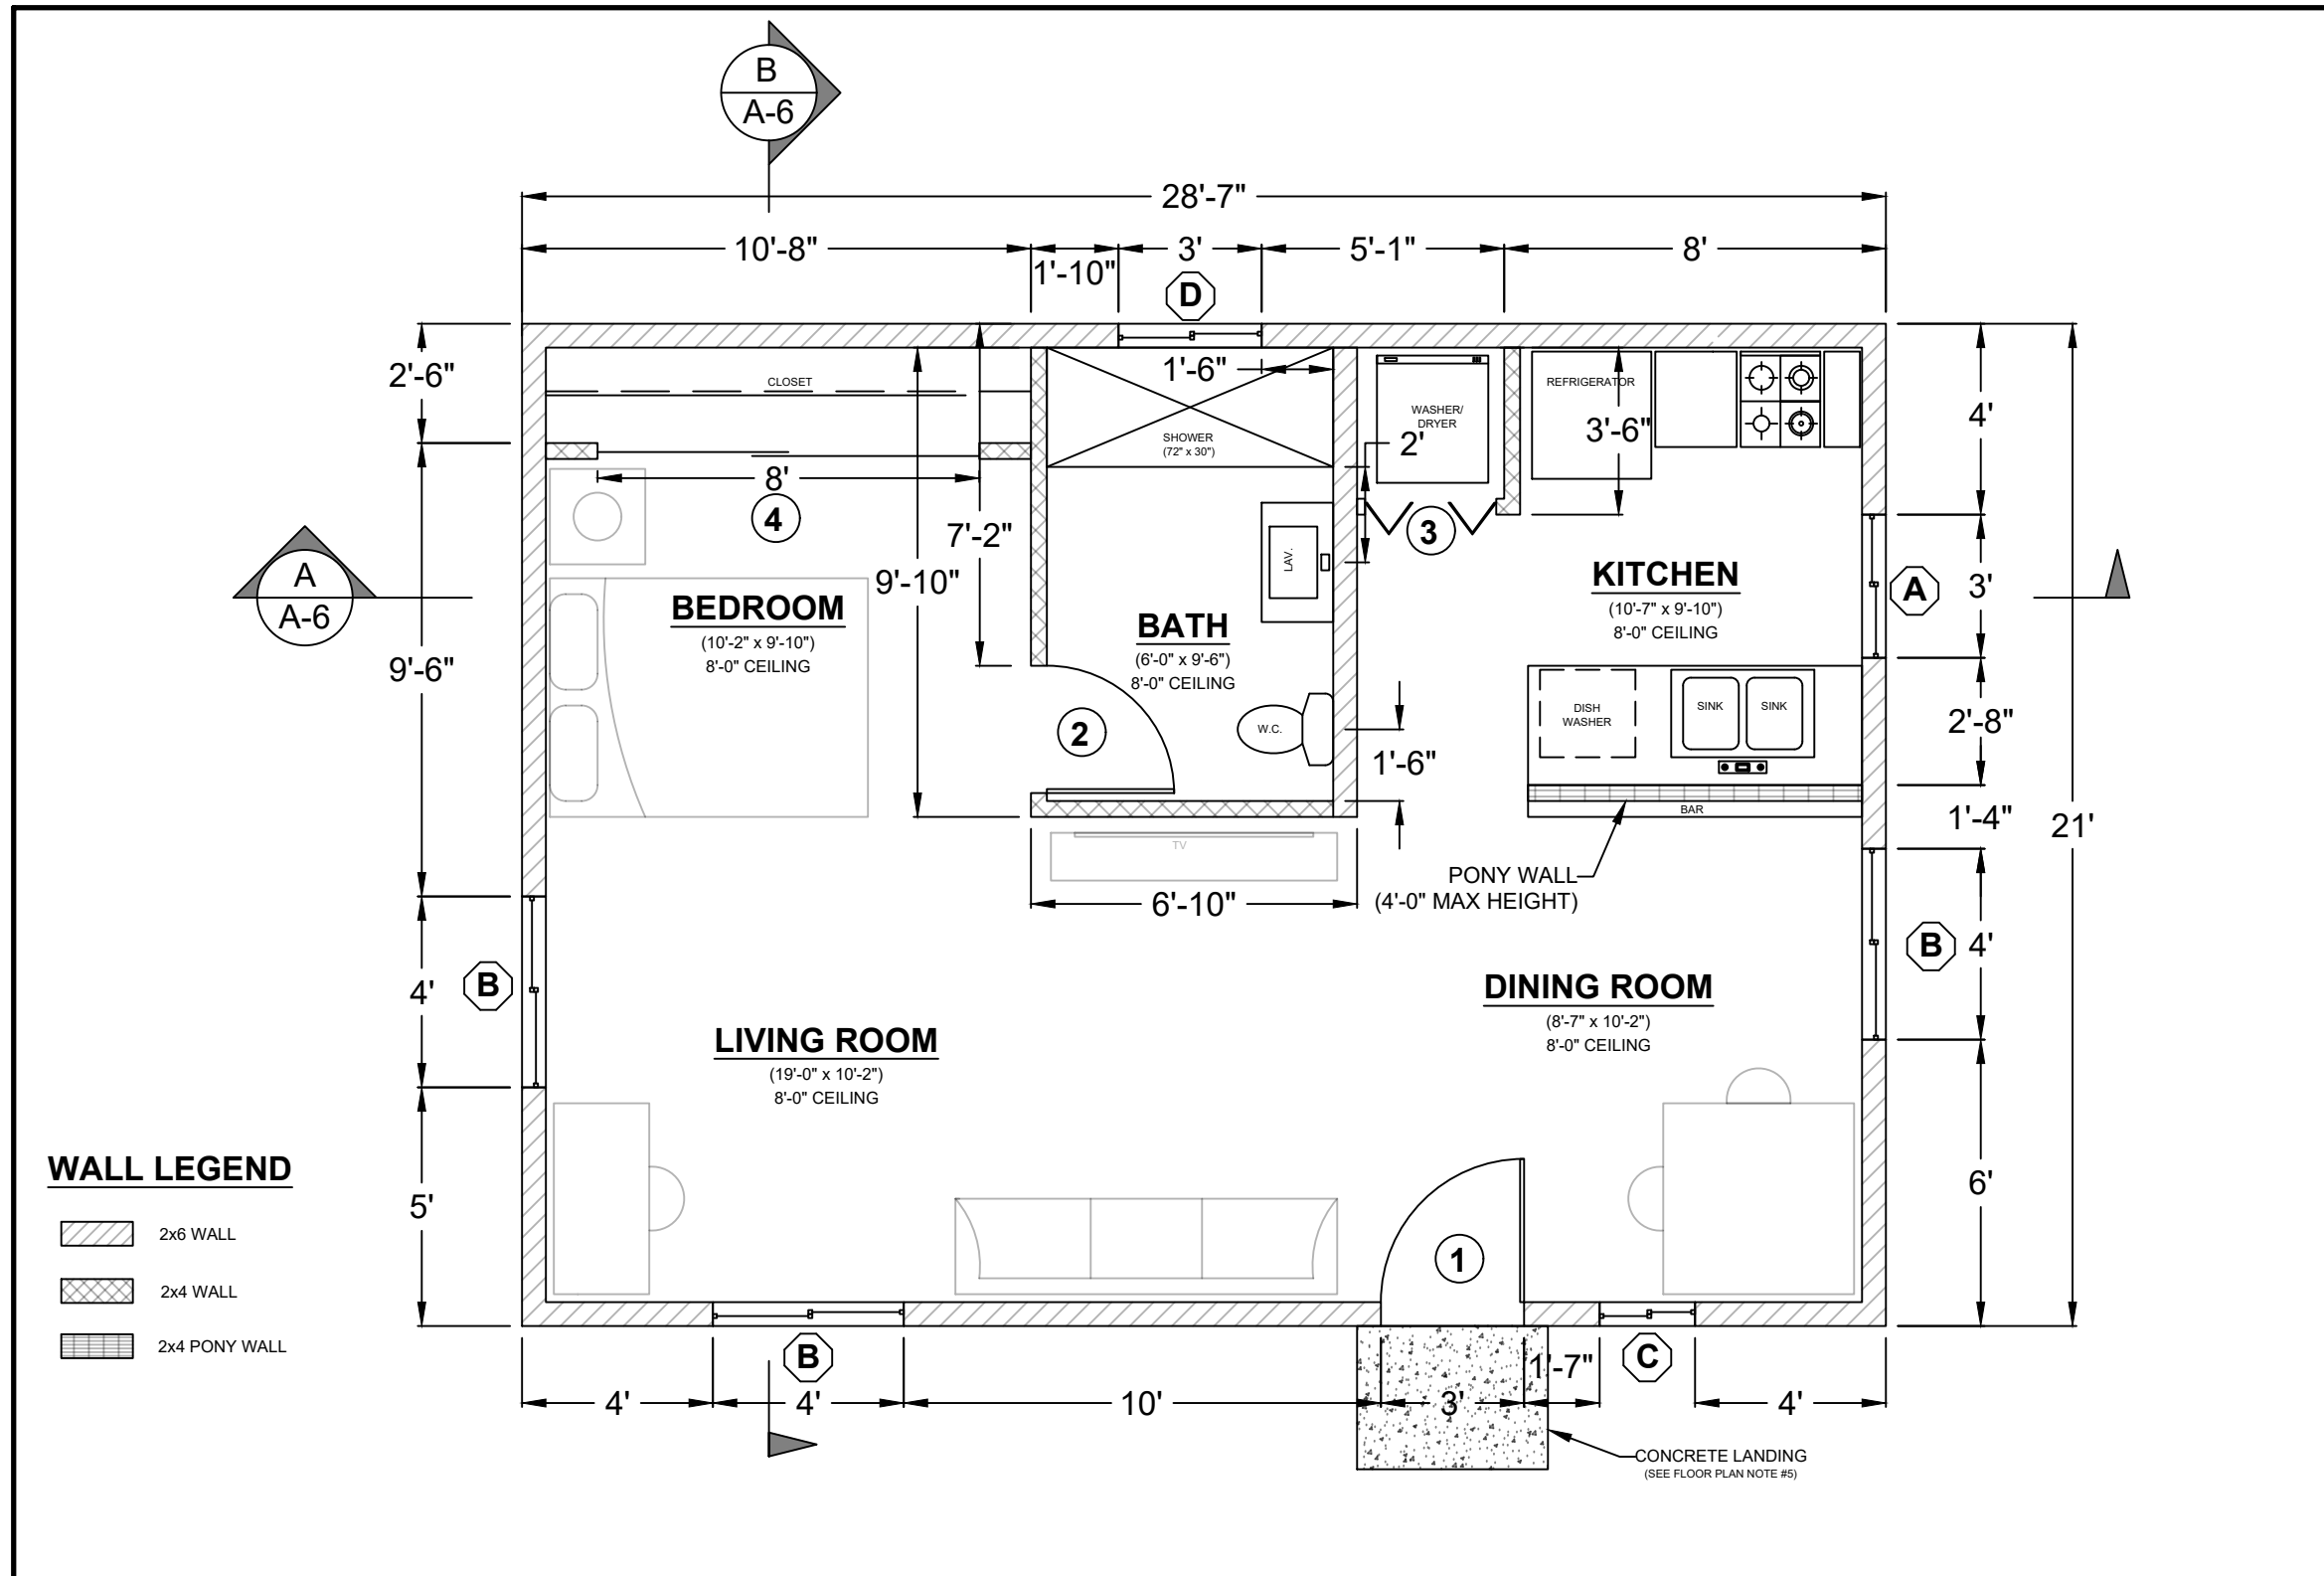 B
A-6
28'-7"
10'-8"
1'-10"
3'
5'-1"
8'
D
2'-6"
CLOSET
1'-6"
WASHER/
DRYER
REFRIGERATOR
4'
3'-6"
SHOWER
(72" x 30")
2'
8'
4
7'-2"
3
9'-10"
LAV.
A
A-6
KITCHEN
(10'-7" x 9'-10")
8'-0" CEILING
A
3'
BEDROOM
(10'-2" x 9'-10")
8'-0" CEILING
BATH
(6'-0" x 9'-6")
8'-0" CEILING
9'-6"
2
W.C.
DISH
WASHER
SINK
SINK
2'-8"
1'-6"
BAR
1'-4"
21'
TV
PONY WALL
(4'-0" MAX HEIGHT)
6'-10"
B
4'
4'
B
DINING ROOM
(8'-7" x 10'-2")
8'-0" CEILING
LIVING ROOM
(19'-0" x 10'-2")
8'-0" CEILING
WALL LEGEND
2x6 WALL
2x4 WALL
2x4 PONY WALL
5'
6'
1
B
C
1'-7"
4'
4'
10'
3'
4'
CONCRETE LANDING
(SEE FLOOR PLAN NOTE #5)